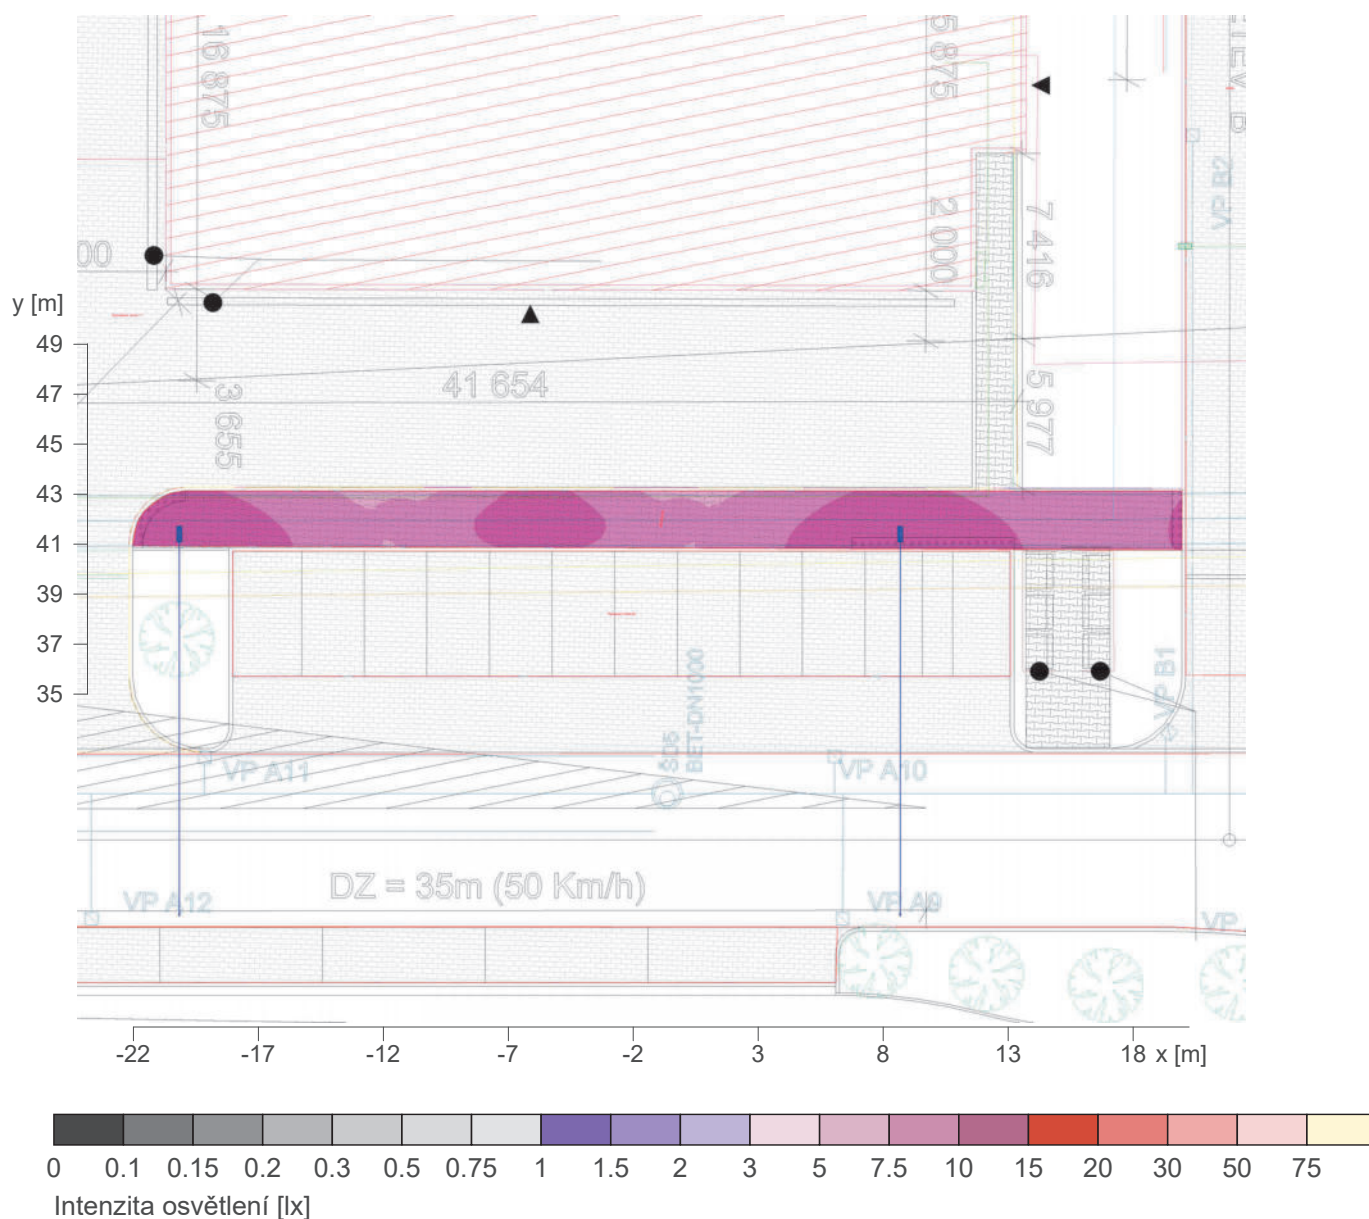 16 875
5 875
VP B2
00
2 000
7 416
y [m]
49
47
45
43
41
39
37
35
3 655
41 654
5 977
SO5
BET-DN1000
VP B1
VP A11
VP A10
DZ = 35m (50 Km/h)
VP A12
VP A9
VP
-22 -17 -12 -7 -2 3 8 13 18 x [m]
0 0.1 0.15 0.2 0.3 0.5 0.75 1 1.5 2 3 5 7.5 10 15 20 30 50 75
Intenzita osvětlení [lx]